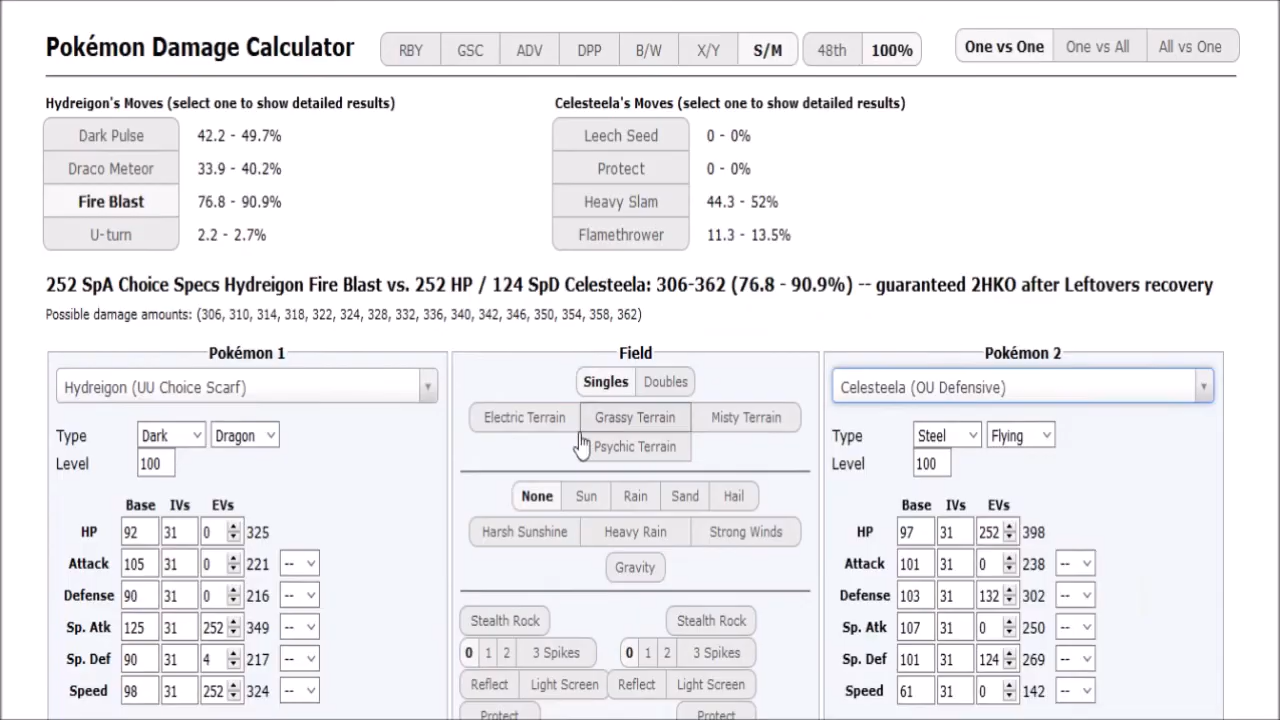 Pokémon Damage Calculator
RBY GSC ADV DPP B/W X/Y S/M 48th 100% One vs One One vs All All vs One
Hydreigon's Moves (select one to show detailed results)
Dark Pulse 42.2 - 49.7%
Draco Meteor 33.9 - 40.2%
Fire Blast 76.8 - 90.9%
U-turn 2.2 - 2.7%
Celesteela's Moves (select one to show detailed results)
Leech Seed 0 - 0%
Protect 0 - 0%
Heavy Slam 44.3 - 52%
Flamethrower 11.3 - 13.5%
252 SpA Choice Specs Hydreigon Fire Blast vs. 252 HP / 124 SpD Celesteela: 306-362 (76.8 - 90.9%) -- guaranteed 2HKO after Leftovers recovery
Possible damage amounts: (306, 310, 314, 318, 322, 324, 328, 332, 336, 340, 342, 346, 350, 354, 358, 362)
Pokémon 1
Hydreigon (UU Choice Scarf)
Type Dark Dragon
Level 100
Base IVs EVs
HP 92 31 0 325
Attack 105 31 0 221 --
Defense 90 31 0 216 --
Sp. Atk 125 31 252 349 --
Sp. Def 90 31 4 217 --
Speed 98 31 252 324 --
Field
Singles Doubles
Electric Terrain Grassy Terrain Misty Terrain
Psychic Terrain
None Sun Rain Sand Hail
Harsh Sunshine Heavy Rain Strong Winds
Gravity
Stealth Rock Stealth Rock
0 1 2 3 Spikes 0 1 2 3 Spikes
Reflect Light Screen Reflect Light Screen
Protect Protect
Pokémon 2
Celesteela (OU Defensive)
Type Steel Flying
Level 100
Base IVs EVs
HP 97 31 252 398
Attack 101 31 0 238 --
Defense 103 31 132 302 --
Sp. Atk 107 31 0 250 --
Sp. Def 101 31 124 269 --
Speed 61 31 0 142 --